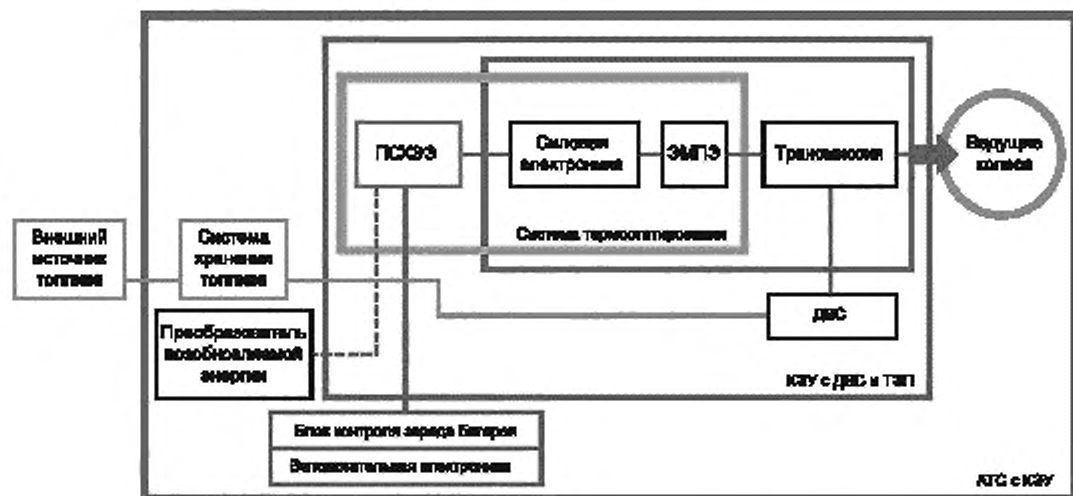 ПСХЭЭ
Силовая
электроника
ЭМПЭ
Трансмиссия
Ведущие
колеса
Система термостатирования
Внешний
источник
топлива
Система
хранения
топлива
ДВС
Преобразователь
возобновляемой
энергии
КЭУ с ДВС и ТЭП
Блок контроля заряда батареи
Вспомогательная электроника
АТС с КЭУ